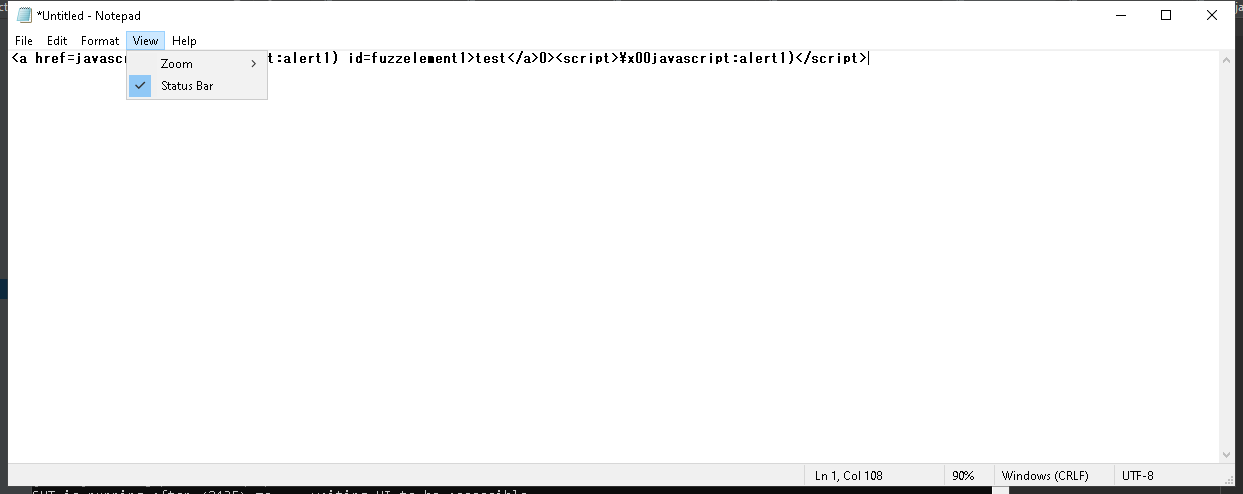 *Untitled - Notepad
File Edit Format View Help
<a href=javasc t:alert1) id=fuzzelement1>test</a>0><script>¥x00javascript:alert1)</script>
Zoom
Status Bar
Ln 1, Col 108 90% Windows (CRLF) UTF-8